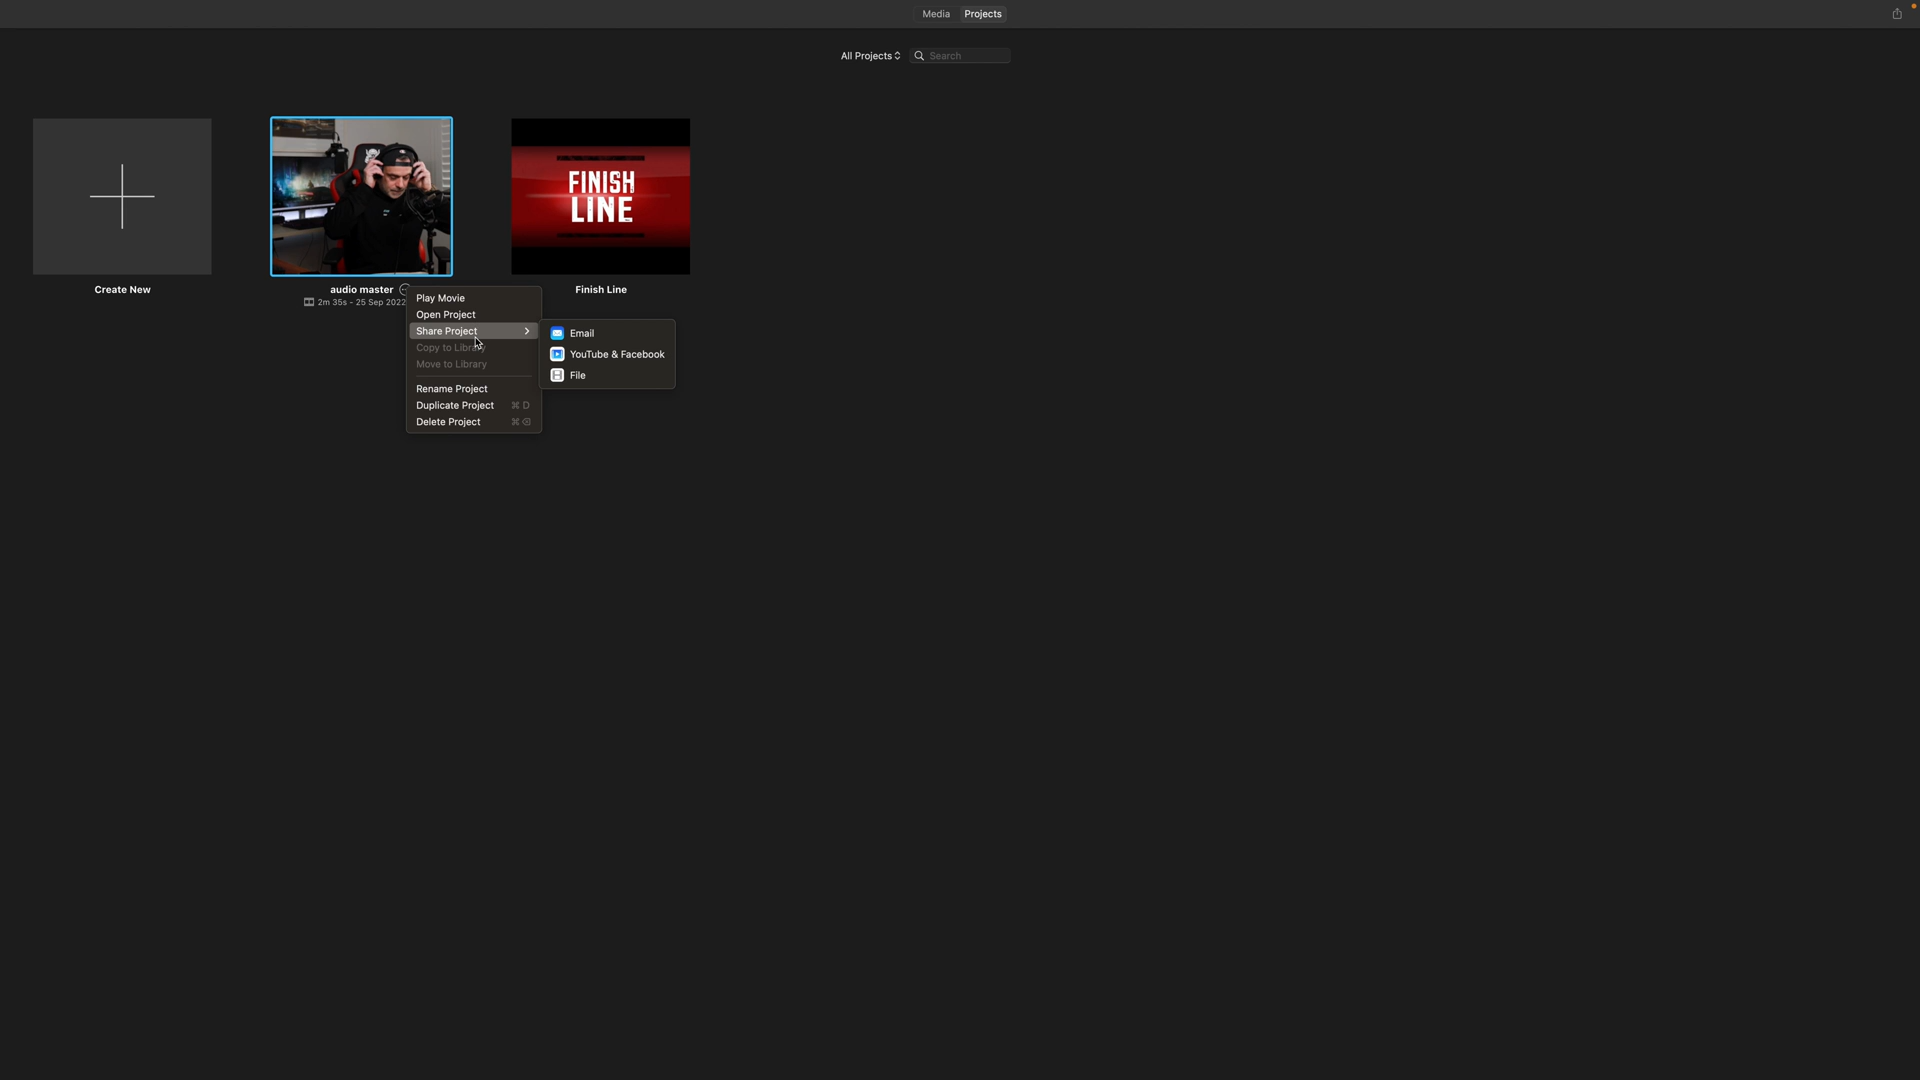 Media Projects
All Projects Search
FINISH
LINE
Create New
audio master
2m 35s - 25 Sep 2022
Finish Line
Play Movie
Open Project
Share Project
Copy to Library
Move to Library
Rename Project
Duplicate Project ⌘ D
Delete Project ⌘ ⌫
Email
YouTube & Facebook
File